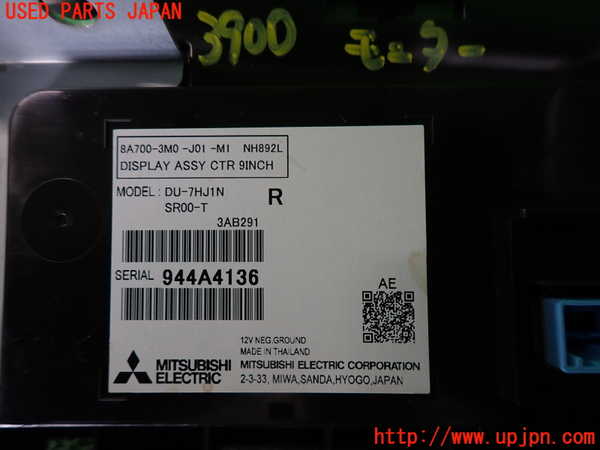 USED PARTS JAPAN
3900 モニター
8A700-3M0 -J01 -M1 NH892L
DISPLAY ASSY CTR 9INCH
MODEL: DU-7HJ1N R
SR00-T
3AB291
SERIAL 944A4136
AE
12V NEG.GROUND
MADE IN THAILAND
MITSUBISHI ELECTRIC
MITSUBISHI ELECTRIC CORPORATION
2-3-33, MIWA,SANDA,HYOGO,JAPAN
http://www.upjpn.com/